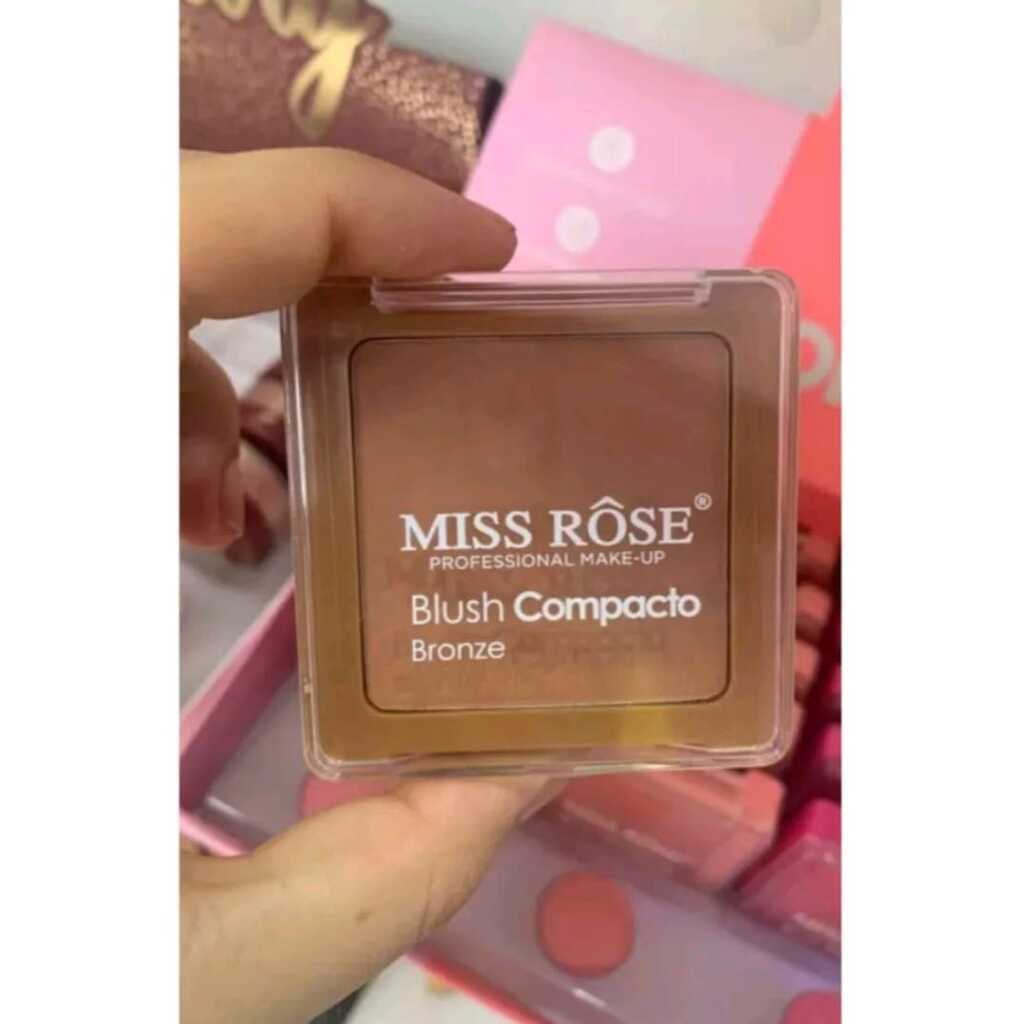 MISS RÔSE®
PROFESSIONAL MAKE-UP
Blush Compacto
Bronze